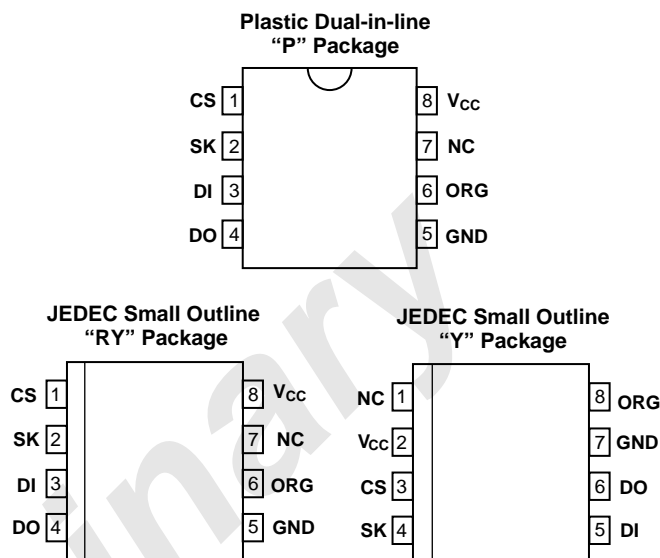 Plastic Dual-in-line
“P” Package
CS 1 8 VCC
SK 2 7 NC
DI 3 6 ORG
DO 4 5 GND
JEDEC Small Outline
“RY” Package
CS 1 8 VCC
SK 2 7 NC
DI 3 6 ORG
DO 4 5 GND
JEDEC Small Outline
“Y” Package
NC 1 8 ORG
VCC 2 7 GND
CS 3 6 DO
SK 4 5 DI
inary